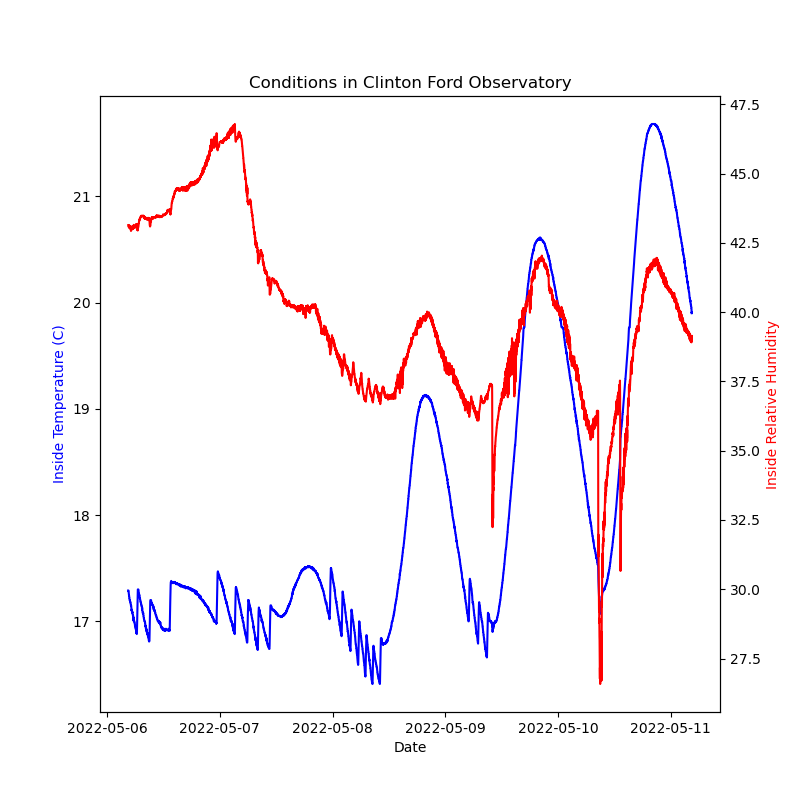 Conditions in Clinton Ford Observatory
Inside Temperature (C)
21
20
19
18
17
47.5
45.0
42.5
40.0
37.5
35.0
32.5
30.0
27.5
Inside Relative Humidity
2022-05-06 2022-05-07 2022-05-08 2022-05-09 2022-05-10 2022-05-11
Date